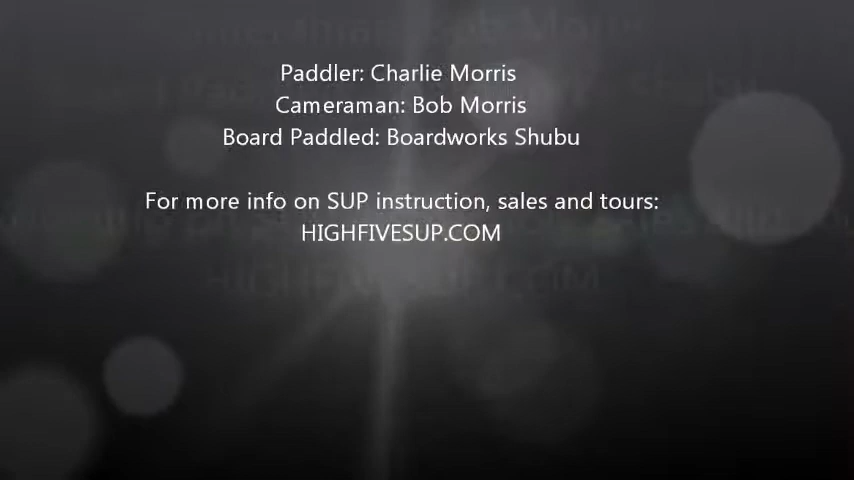 Paddler: Charlie Morris
Cameraman: Bob Morris
Board Paddled: Boardworks Shubu
For more info on SUP instruction, sales and tours:
HIGHFIVESUP.COM